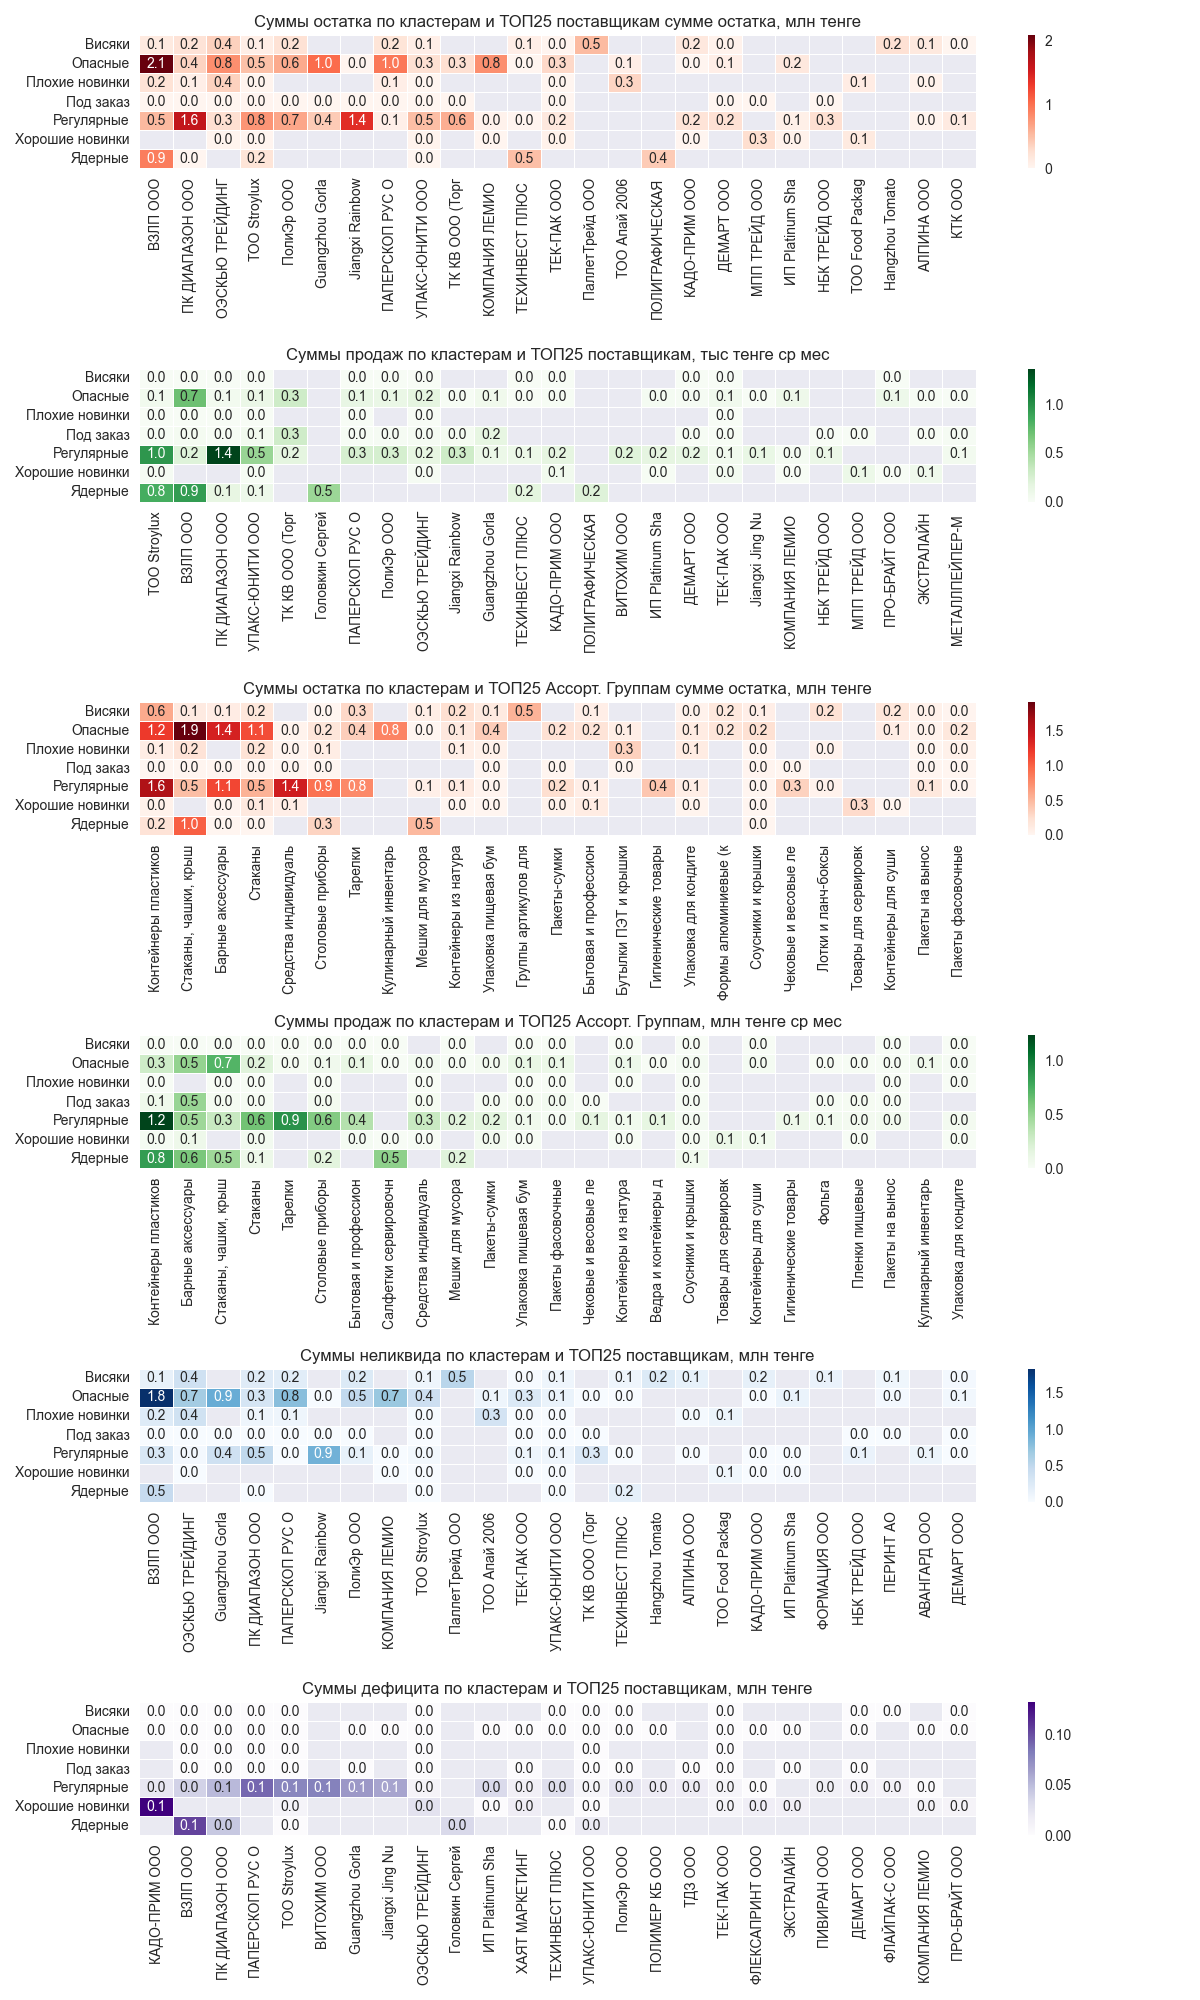 Суммы остатка по кластерам и ТОП25 поставщикам сумме остатка, млн тенге
Висяки 0.1 0.2 0.4 0.1 0.2 0.2 0.1 0.1 0.0 0.5 0.2 0.0 0.2 0.1 0.0
Опасные 2.1 0.4 0.8 0.5 0.6 1.0 0.0 1.0 0.3 0.3 0.8 0.0 0.3 0.1 0.0 0.1 0.2
Плохие новинки 0.2 0.1 0.4 0.0 0.1 0.0 0.0 0.3 0.1 0.0
Под заказ 0.0 0.0 0.0 0.0 0.0 0.0 0.0 0.0 0.0 0.0 0.0 0.0 0.0 0.0
Регулярные 0.5 1.6 0.3 0.8 0.7 0.4 1.4 0.1 0.5 0.6 0.0 0.0 0.2 0.2 0.2 0.1 0.3 0.0 0.1
Хорошие новинки 0.0 0.0 0.0 0.0 0.0 0.0 0.3 0.0 0.1
Ядерные 0.9 0.0 0.2 0.0 0.5 0.4
2
1
0
ВЗЛП ООО
ПК ДИАПАЗОН ООО
ОЭСКЬЮ ТРЕЙДИНГ
ТОО Stroylux
ПолиЭр ООО
Guangzhou Gorla
Jiangxi Rainbow
ПАПЕРСКОП РУС О
УПАКС-ЮНИТИ ООО
ТК КВ ООО (Торг
КОМПАНИЯ ЛЕМИО
ТЕХИНВЕСТ ПЛЮС
ТЕК-ПАК ООО
ПаллетТрейд ООО
ТОО Апай 2006
ПОЛИГРАФИЧЕСКАЯ
КАДО-ПРИМ ООО
ДЕМАРТ ООО
МПП ТРЕЙД ООО
ИП Platinum Sha
НБК ТРЕЙД ООО
ТОО Food Packag
Hangzhou Tomato
АЛПИНА ООО
КТК ООО
Суммы продаж по кластерам и ТОП25 поставщикам, тыс тенге ср мес
Висяки 0.0 0.0 0.0 0.0 0.0 0.0 0.0 0.0 0.0 0.0 0.0 0.0
Опасные 0.1 0.7 0.1 0.1 0.3 0.1 0.1 0.2 0.0 0.1 0.0 0.0 0.0 0.0 0.1 0.0 0.1 0.1 0.0 0.0
Плохие новинки 0.0 0.0 0.0 0.0 0.0 0.0 0.0
Под заказ 0.0 0.0 0.0 0.1 0.3 0.0 0.0 0.0 0.0 0.2 0.0 0.0 0.0 0.0 0.0 0.0
Регулярные 1.0 0.2 1.4 0.5 0.2 0.3 0.3 0.2 0.3 0.1 0.1 0.2 0.2 0.2 0.2 0.1 0.1 0.0 0.1 0.1
Хорошие новинки 0.0 0.0 0.0 0.1 0.0 0.0 0.0 0.1 0.0 0.1
Ядерные 0.8 0.9 0.1 0.1 0.5 0.2 0.2
1.0
0.5
0.0
ТОО Stroylux
ВЗЛП ООО
ПК ДИАПАЗОН ООО
УПАКС-ЮНИТИ ООО
ТК КВ ООО (Торг
Головкин Сергей
ПАПЕРСКОП РУС О
ПолиЭр ООО
ОЭСКЬЮ ТРЕЙДИНГ
Jiangxi Rainbow
Guangzhou Gorla
ТЕХИНВЕСТ ПЛЮС
КАДО-ПРИМ ООО
ПОЛИГРАФИЧЕСКАЯ
ВИТОХИМ ООО
ИП Platinum Sha
ДЕМАРТ ООО
ТЕК-ПАК ООО
Jiangxi Jing Nu
КОМПАНИЯ ЛЕМИО
НБК ТРЕЙД ООО
МПП ТРЕЙД ООО
ПРО-БРАЙТ ООО
ЭКСТРАЛАЙН
МЕТАЛЛПЕЙПЕР-М
Суммы остатка по кластерам и ТОП25 Ассорт. Группам сумме остатка, млн тенге
Висяки 0.6 0.1 0.1 0.2 0.0 0.3 0.1 0.2 0.1 0.5 0.1 0.0 0.2 0.1 0.2 0.2 0.0 0.0
Опасные 1.2 1.9 1.4 1.1 0.0 0.2 0.4 0.8 0.0 0.1 0.4 0.2 0.2 0.1 0.1 0.2 0.2 0.1 0.0 0.2
Плохие новинки 0.1 0.2 0.2 0.0 0.1 0.1 0.0 0.3 0.1 0.0 0.0 0.0 0.0
Под заказ 0.0 0.0 0.0 0.0 0.0 0.0 0.0 0.0 0.0 0.0 0.0 0.0 0.0
Регулярные 1.6 0.5 1.1 0.5 1.4 0.9 0.8 0.1 0.1 0.0 0.2 0.1 0.4 0.1 0.0 0.3 0.0 0.1 0.0
Хорошие новинки 0.0 0.0 0.1 0.1 0.0 0.0 0.0 0.1 0.0 0.0 0.3 0.0
Ядерные 0.2 1.0 0.0 0.0 0.3 0.5 0.0
1.5
1.0
0.5
0.0
Контейнеры пластиков
Стаканы, чашки, крыш
Барные аксессуары
Стаканы
Средства индивидуаль
Столовые приборы
Тарелки
Кулинарный инвентарь
Мешки для мусора
Контейнеры из натура
Упаковка пищевая бум
Группы артикулов для
Пакеты-сумки
Бытовая и профессион
Бутылки ПЭТ и крышки
Гигиенические товары
Упаковка для кондите
Формы алюминиевые (к
Соусники и крышки
Чековые и весовые ле
Лотки и ланч-боксы
Товары для сервировк
Контейнеры для суши
Пакеты на вынос
Пакеты фасовочные
Суммы продаж по кластерам и ТОП25 Ассорт. Группам, млн тенге ср мес
Висяки 0.0 0.0 0.0 0.0 0.0 0.0 0.0 0.0 0.0 0.0 0.0 0.0 0.0 0.0 0.0 0.0
Опасные 0.3 0.5 0.7 0.2 0.0 0.1 0.1 0.0 0.0 0.0 0.0 0.1 0.1 0.1 0.0 0.0 0.0 0.0 0.0 0.0 0.1 0.0
Плохие новинки 0.0 0.0 0.0 0.0 0.0 0.0 0.0 0.0 0.0 0.0 0.0
Под заказ 0.1 0.5 0.0 0.0 0.0 0.0 0.0 0.0 0.0 0.0 0.0 0.0 0.0 0.0
Регулярные 1.2 0.5 0.3 0.6 0.9 0.6 0.4 0.3 0.2 0.2 0.1 0.0 0.1 0.1 0.1 0.0 0.1 0.1 0.0 0.0 0.0
Хорошие новинки 0.0 0.1 0.0 0.0 0.0 0.0 0.0 0.0 0.0 0.0 0.1 0.1 0.0 0.0
Ядерные 0.8 0.6 0.5 0.1 0.2 0.5 0.2 0.1
1.0
0.5
0.0
Контейнеры пластиков
Барные аксессуары
Стаканы, чашки, крыш
Стаканы
Тарелки
Столовые приборы
Бытовая и профессион
Салфетки сервировочн
Средства индивидуаль
Мешки для мусора
Пакеты-сумки
Упаковка пищевая бум
Пакеты фасовочные
Чековые и весовые ле
Контейнеры из натура
Ведра и контейнеры д
Соусники и крышки
Товары для сервировк
Контейнеры для суши
Гигиенические товары
Фольга
Пленки пищевые
Пакеты на вынос
Кулинарный инвентарь
Упаковка для кондите
Суммы неликвида по кластерам и ТОП25 поставщикам, млн тенге
Висяки 0.1 0.4 0.2 0.2 0.2 0.1 0.5 0.0 0.1 0.1 0.2 0.1 0.2 0.1 0.1 0.0
Опасные 1.8 0.7 0.9 0.3 0.8 0.0 0.5 0.7 0.4 0.1 0.3 0.1 0.0 0.0 0.0 0.1 0.0 0.1
Плохие новинки 0.2 0.4 0.1 0.1 0.0 0.3 0.0 0.0 0.0 0.1
Под заказ 0.0 0.0 0.0 0.0 0.0 0.0 0.0 0.0 0.0 0.0 0.0 0.0 0.0 0.0
Регулярные 0.3 0.0 0.4 0.5 0.0 0.9 0.1 0.0 0.0 0.1 0.1 0.3 0.0 0.0 0.0 0.0 0.1 0.1 0.0
Хорошие новинки 0.0 0.0 0.0 0.0 0.0 0.1 0.0 0.0
Ядерные 0.5 0.0 0.0 0.0 0.2
1.5
1.0
0.5
0.0
ВЗЛП ООО
ОЭСКЬЮ ТРЕЙДИНГ
Guangzhou Gorla
ПК ДИАПАЗОН ООО
ПАПЕРСКОП РУС О
Jiangxi Rainbow
ПолиЭр ООО
КОМПАНИЯ ЛЕМИО
ТОО Stroylux
ПаллетТрейд ООО
ТОО Апай 2006
ТЕК-ПАК ООО
УПАКС-ЮНИТИ ООО
ТК КВ ООО (Торг
ТЕХИНВЕСТ ПЛЮС
Hangzhou Tomato
АЛПИНА ООО
ТОО Food Packag
КАДО-ПРИМ ООО
ИП Platinum Sha
ФОРМАЦИЯ ООО
НБК ТРЕЙД ООО
ПЕРИНТ АО
АВАНГАРД ООО
ДЕМАРТ ООО
Суммы дефицита по кластерам и ТОП25 поставщикам, млн тенге
Висяки 0.0 0.0 0.0 0.0 0.0 0.0 0.0 0.0 0.0 0.0 0.0 0.0 0.0
Опасные 0.0 0.0 0.0 0.0 0.0 0.0 0.0 0.0 0.0 0.0 0.0 0.0 0.0 0.0 0.0 0.0 0.0 0.0 0.0 0.0
Плохие новинки 0.0 0.0 0.0 0.0 0.0 0.0 0.0
Под заказ 0.0 0.0 0.0 0.0 0.0 0.0 0.0 0.0 0.0 0.0 0.0 0.0
Регулярные 0.0 0.0 0.1 0.1 0.1 0.1 0.1 0.1 0.0 0.0 0.0 0.0 0.0 0.0 0.0 0.0 0.0 0.0 0.0 0.0 0.0 0.0
Хорошие новинки 0.1 0.0 0.0 0.0 0.0 0.0 0.0 0.0 0.0 0.0 0.0
Ядерные 0.1 0.0 0.0 0.0 0.0
0.10
0.05
0.00
КАДО-ПРИМ ООО
ВЗЛП ООО
ПК ДИАПАЗОН ООО
ПАПЕРСКОП РУС О
ТОО Stroylux
ВИТОХИМ ООО
Guangzhou Gorla
Jiangxi Jing Nu
ОЭСКЬЮ ТРЕЙДИНГ
Головкин Сергей
ИП Platinum Sha
ХАЯТ МАРКЕТИНГ
ТЕХИНВЕСТ ПЛЮС
УПАКС-ЮНИТИ ООО
ПолиЭр ООО
ПОЛИМЕР КБ ООО
ТДЗ ООО
ТЕК-ПАК ООО
ФЛЕКСАПРИНТ ООО
ЭКСТРАЛАЙН
ПИВИРАН ООО
ДЕМАРТ ООО
ФЛАЙПАК-С ООО
КОМПАНИЯ ЛЕМИО
ПРО-БРАЙТ ООО